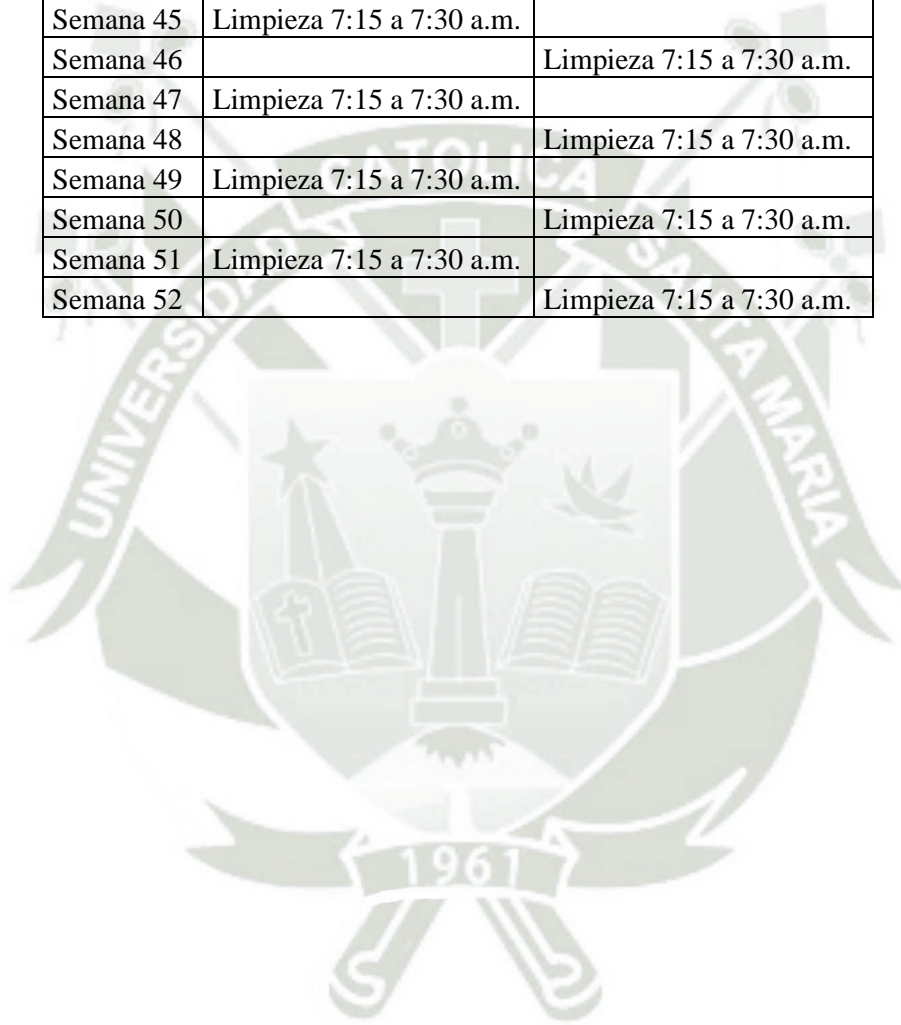 Semana 45 Limpieza 7:15 a 7:30 a.m.
Semana 46 Limpieza 7:15 a 7:30 a.m.
Semana 47 Limpieza 7:15 a 7:30 a.m.
Semana 48 Limpieza 7:15 a 7:30 a.m.
Semana 49 Limpieza 7:15 a 7:30 a.m.
Semana 50 Limpieza 7:15 a 7:30 a.m.
Semana 51 Limpieza 7:15 a 7:30 a.m.
Semana 52 Limpieza 7:15 a 7:30 a.m.
UNIVERSIDAD CATOLICA SANTA MARIA
1961